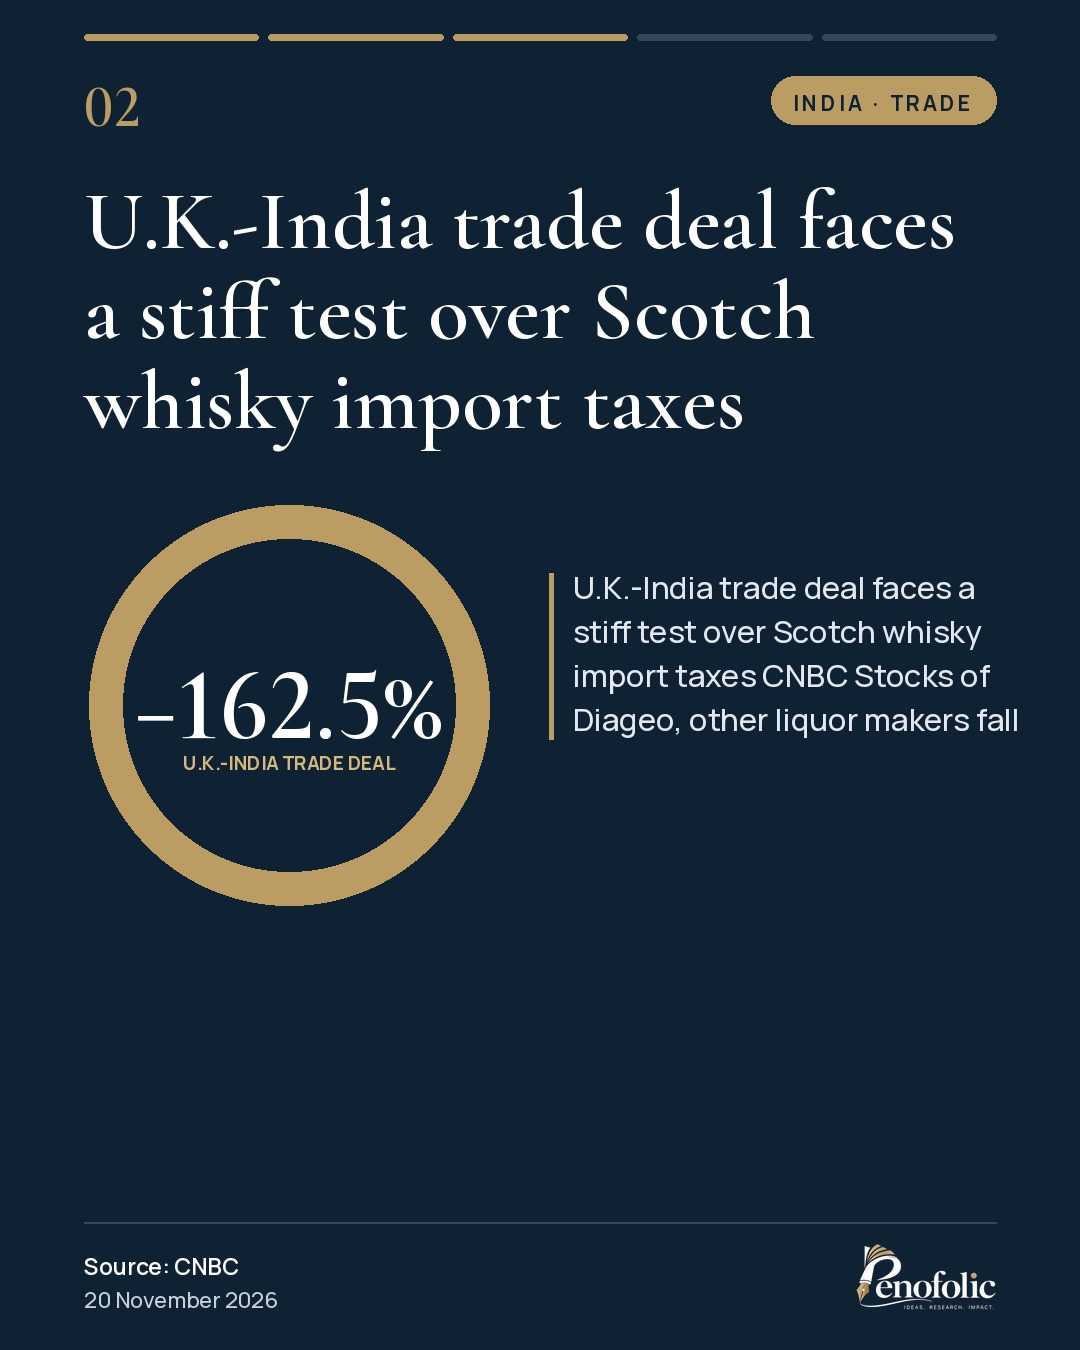 02
INDIA · TRADE
U.K.-India trade deal faces
a stiff test over Scotch
whisky import taxes
–162.5%
U.K.-INDIA TRADE DEAL
U.K.-India trade deal faces a
stiff test over Scotch whisky
import taxes CNBC Stocks of
Diageo, other liquor makers fall
Source: CNBC
20 November 2026
Penofolic
IDEAS. RESEARCH. IMPACT.